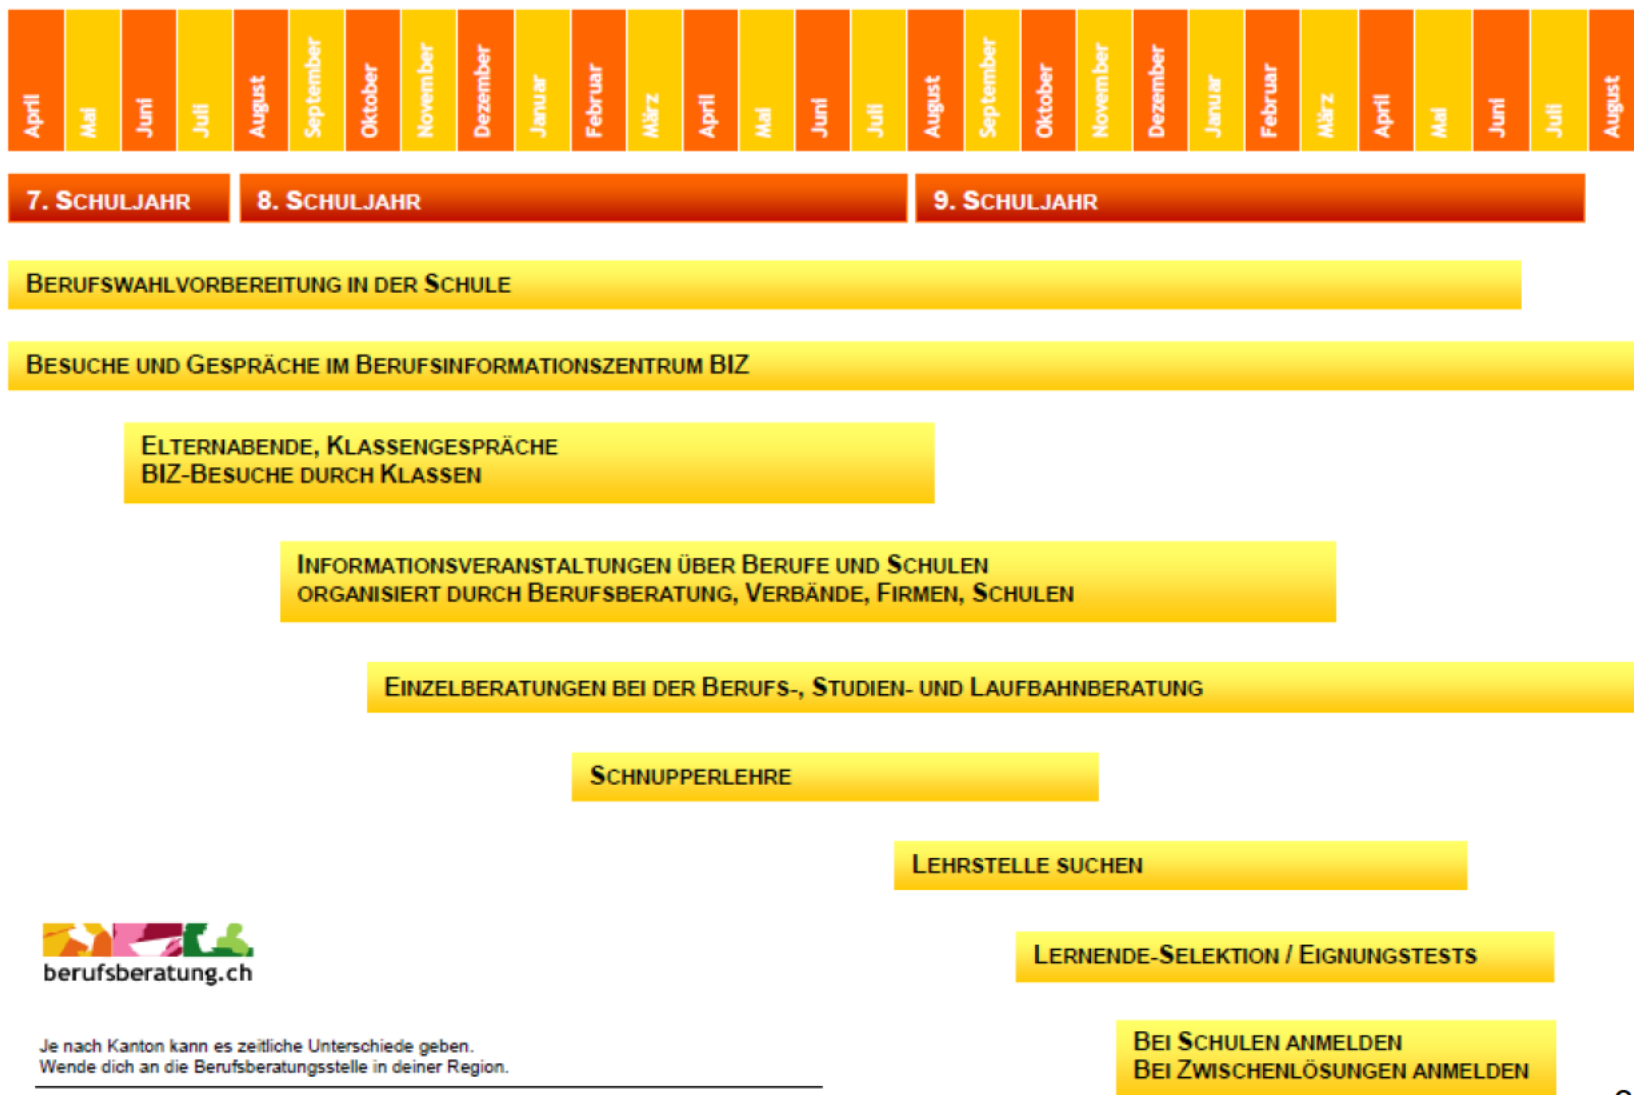 April
Mai
Juni
Juli
August
September
Oktober
November
Dezember
Januar
Februar
März
April
Mai
Juni
Juli
August
September
Oktober
November
Dezember
Januar
Februar
März
April
Mai
Juni
Juli
August
7. SCHULJAHR
8. SCHULJAHR
9. SCHULJAHR
BERUFSWAHLVORBEREITUNG IN DER SCHULE
BESUCHE UND GESPRÄCHE IM BERUFSINFORMATIONSZENTRUM BIZ
ELTERNABENDE, KLASSENGESPRÄCHE
BIZ-BESUCHE DURCH KLASSEN
INFORMATIONSVERANSTALTUNGEN ÜBER BERUFE UND SCHULEN
ORGANISIERT DURCH BERUFSBERATUNG, VERBÄNDE, FIRMEN, SCHULEN
EINZELBERATUNGEN BEI DER BERUFS-, STUDIEN- UND LAUFBAHNBERATUNG
SCHNUPPERLEHRE
LEHRSTELLE SUCHEN
LERNENDE-SELEKTION / EIGNUNGSTESTS
BEI SCHULEN ANMELDEN
BEI ZWISCHENLÖSUNGEN ANMELDEN
berufsberatung.ch
Je nach Kanton kann es zeitliche Unterschiede geben.
Wende dich an die Berufsberatungsstelle in deiner Region.